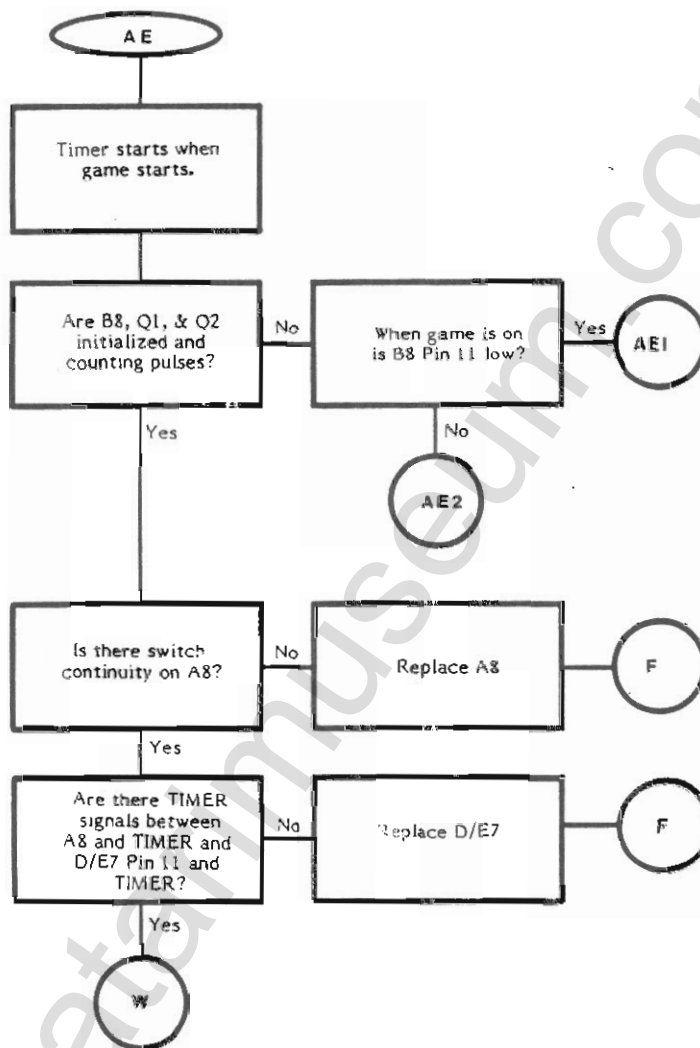 AE
Timer starts when
game starts.
Are B8, Q1, & Q2
initialized and
counting pulses?
No
When game is on
is B8 Pin 11 low?
Yes
AE1
Yes
No
AE2
Is there switch
continuity on A8?
No
Replace A8
F
Yes
Are there TIMER
signals between
A8 and TIMER and
D/E7 Pin 11 and
TIMER?
No
Replace D/E7
F
Yes
W
atarimuseum.com